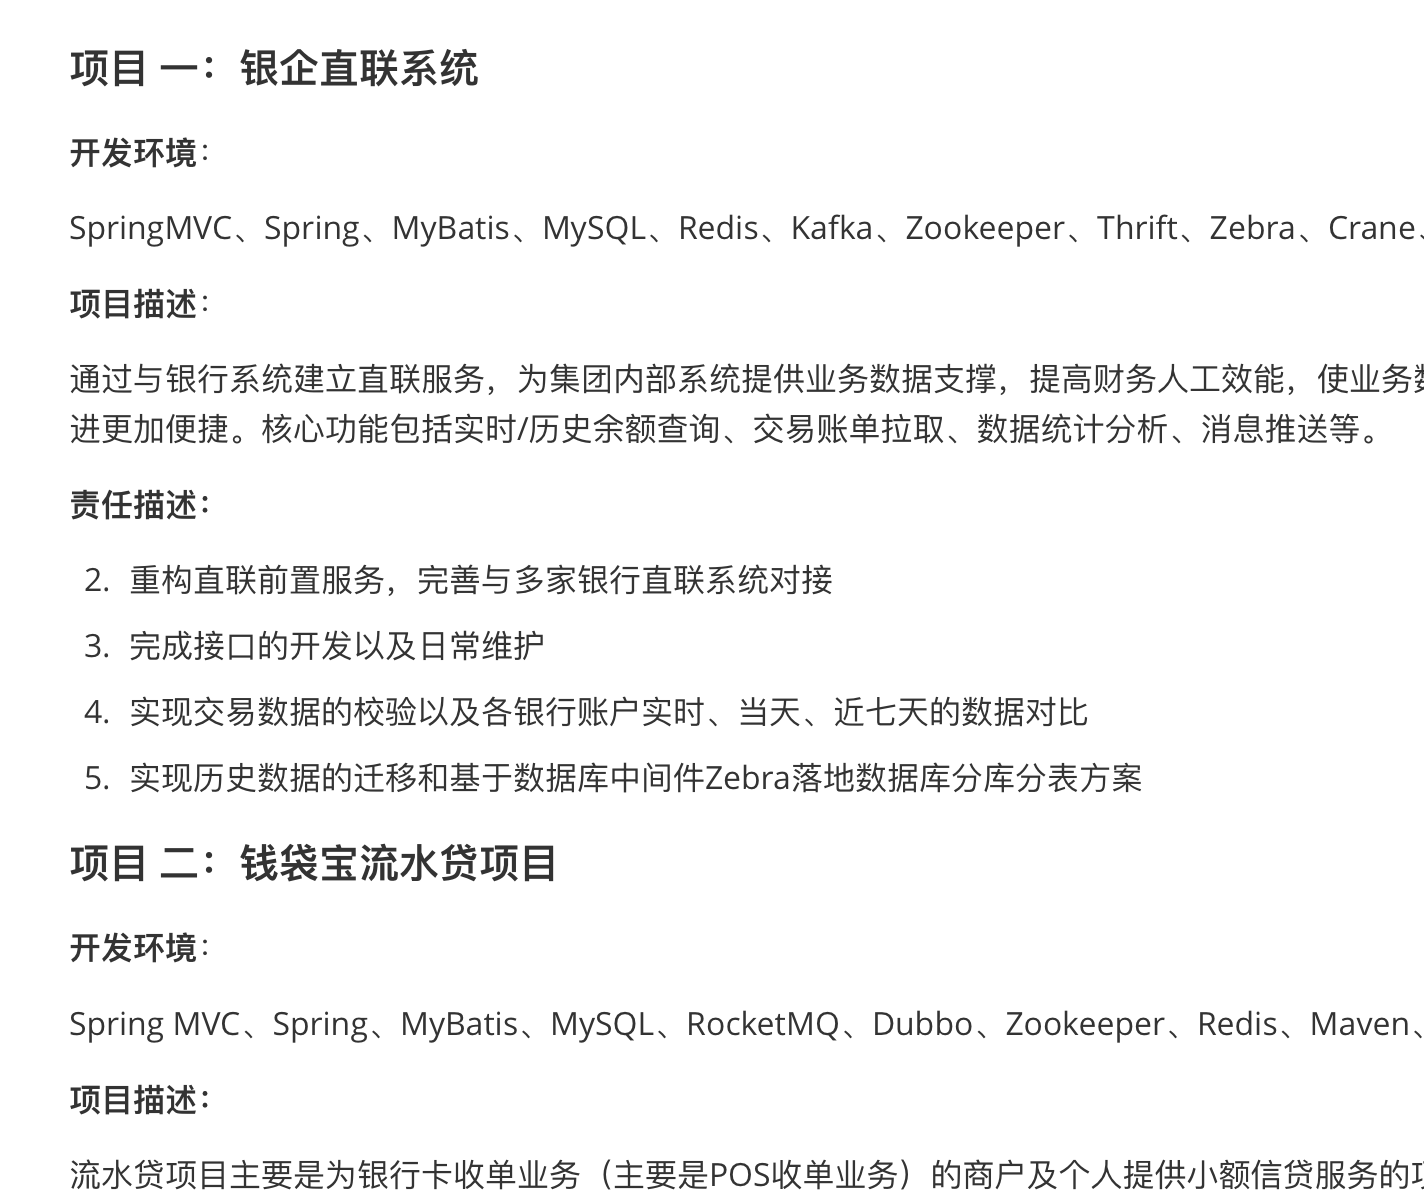 项目 一：银企直联系统
开发环境：
SpringMVC、Spring、MyBatis、MySQL、Redis、Kafka、Zookeeper、Thrift、Zebra、Crane、
项目描述：
通过与银行系统建立直联服务，为集团内部系统提供业务数据支撑，提高财务人工效能，使业务数
进更加便捷。核心功能包括实时/历史余额查询、交易账单拉取、数据统计分析、消息推送等。
责任描述：
2. 重构直联前置服务，完善与多家银行直联系统对接
3. 完成接口的开发以及日常维护
4. 实现交易数据的校验以及各银行账户实时、当天、近七天的数据对比
5. 实现历史数据的迁移和基于数据库中间件Zebra落地数据库分库分表方案
项目 二：钱袋宝流水贷项目
开发环境：
Spring MVC、Spring、MyBatis、MySQL、RocketMQ、Dubbo、Zookeeper、Redis、Maven、
项目描述：
流水贷项目主要是为银行卡收单业务（主要是POS收单业务）的商户及个人提供小额信贷服务的